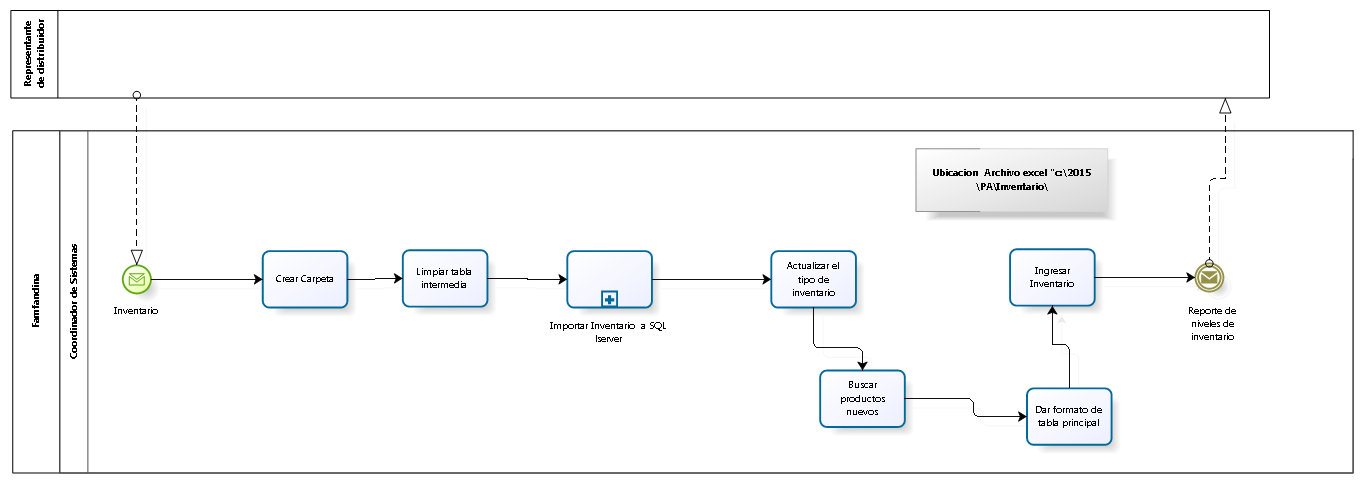 Representante
de distribuidor
Famfandina
Coordinador de Sistemas
Ubicacion Archivo excel "c:\2015
\PA\Inventario\
Inventario
Crear Carpeta
Limpiar tabla
intermedia
Importar Inventario a SQL
lserver
Actualizar el
tipo de
inventario
Buscar
productos
nuevos
Dar formato de
tabla principal
Ingresar
Inventario
Reporte de
niveles de
inventario